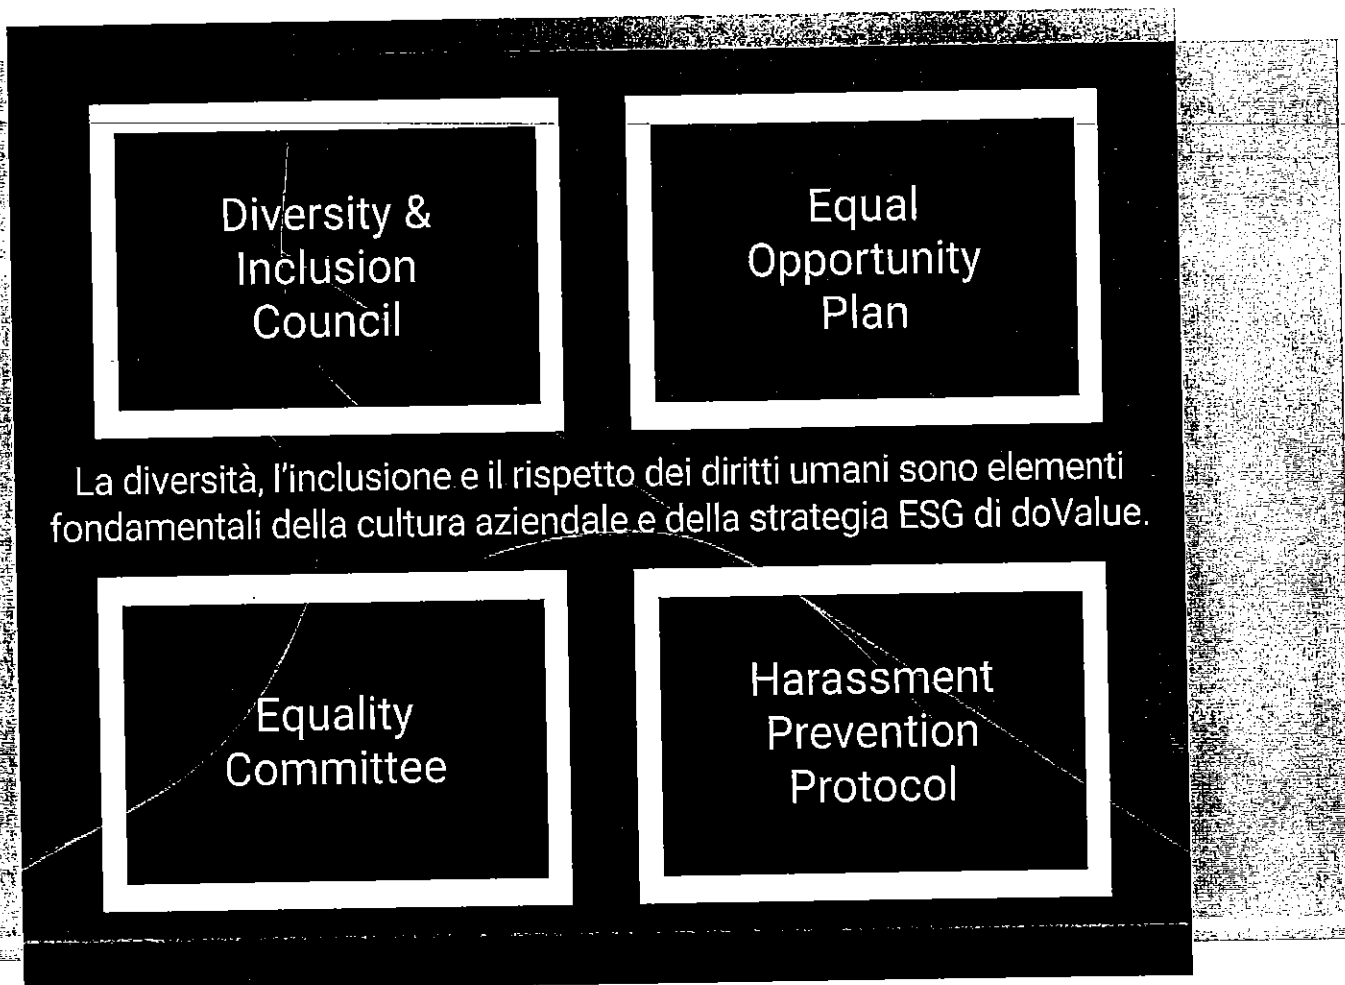 Diversity &
Inclusion
Council
Equal
Opportunity
Plan
La diversità, l'inclusione e il rispetto dei diritti umani sono elementi
fondamentali della cultura aziendale e della strategia ESG di doValue.
Equality
Committee
Harassment
Prevention
Protocol